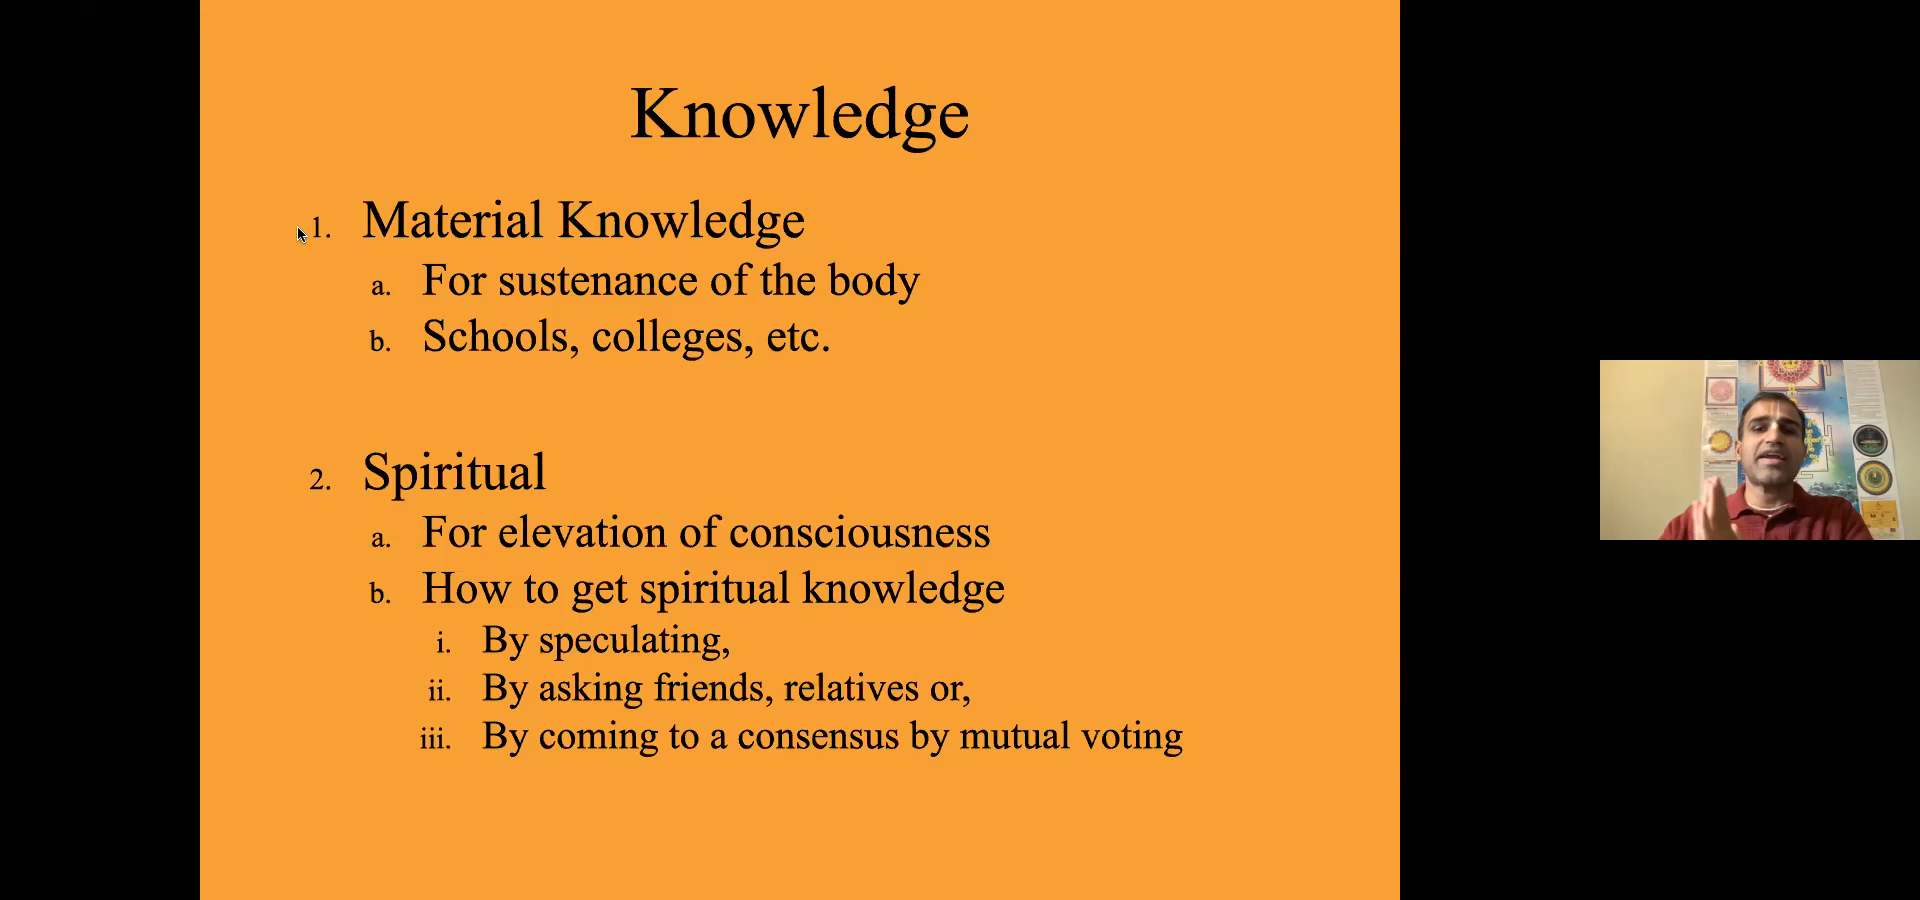 Knowledge
1. Material Knowledge
a. For sustenance of the body
b. Schools, colleges, etc.
2. Spiritual
a. For elevation of consciousness
b. How to get spiritual knowledge
i. By speculating,
ii. By asking friends, relatives or,
iii. By coming to a consensus by mutual voting